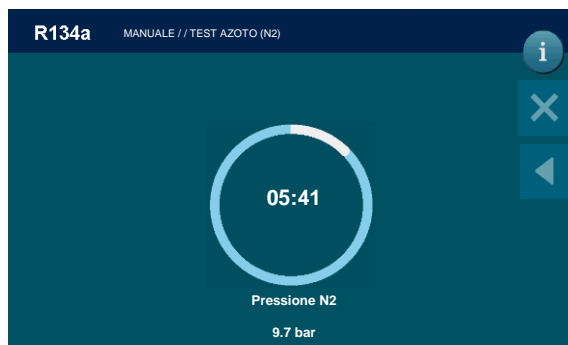 R134a MANUALE / / TEST AZOTO (N2)
i
05:41
Pressione N2
9.7 bar